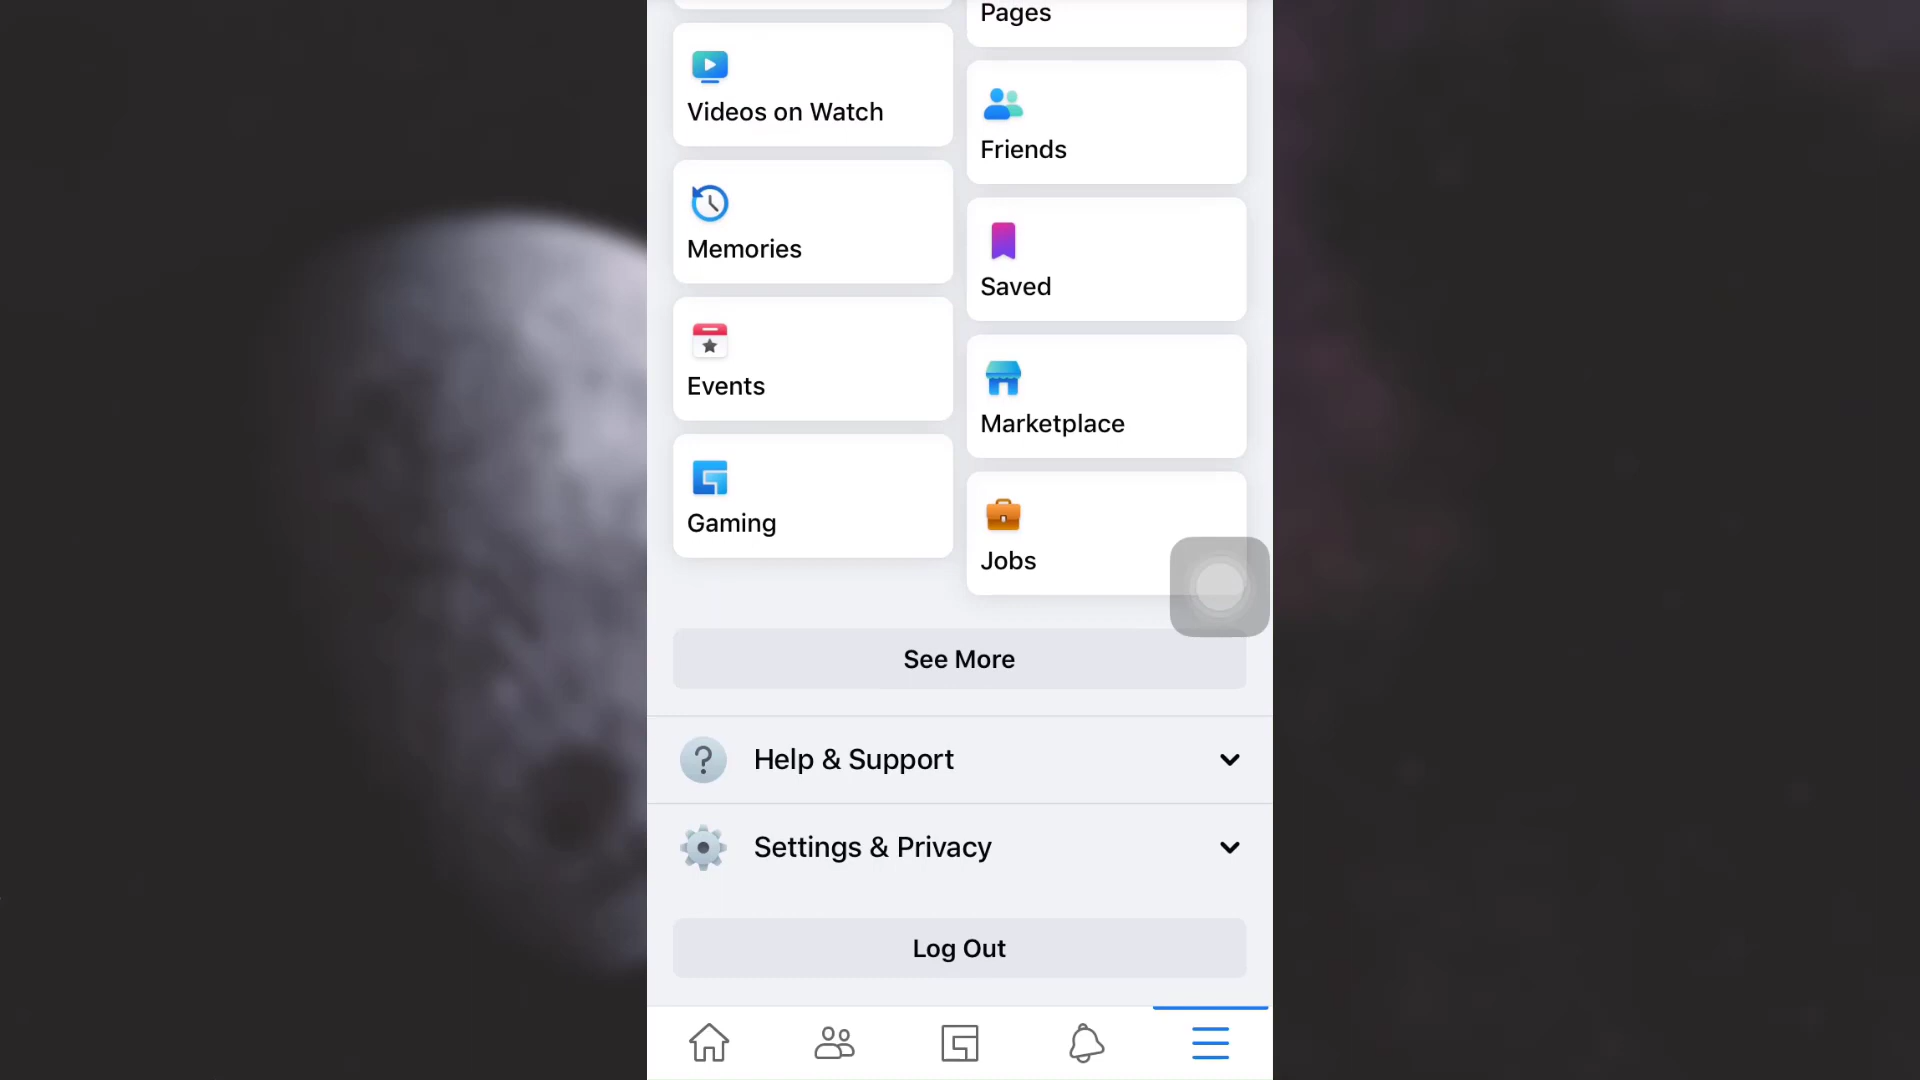 Pages
Videos on Watch
Friends
Memories
Saved
Events
Marketplace
Gaming
Jobs
See More
Help & Support
Settings & Privacy
Log Out